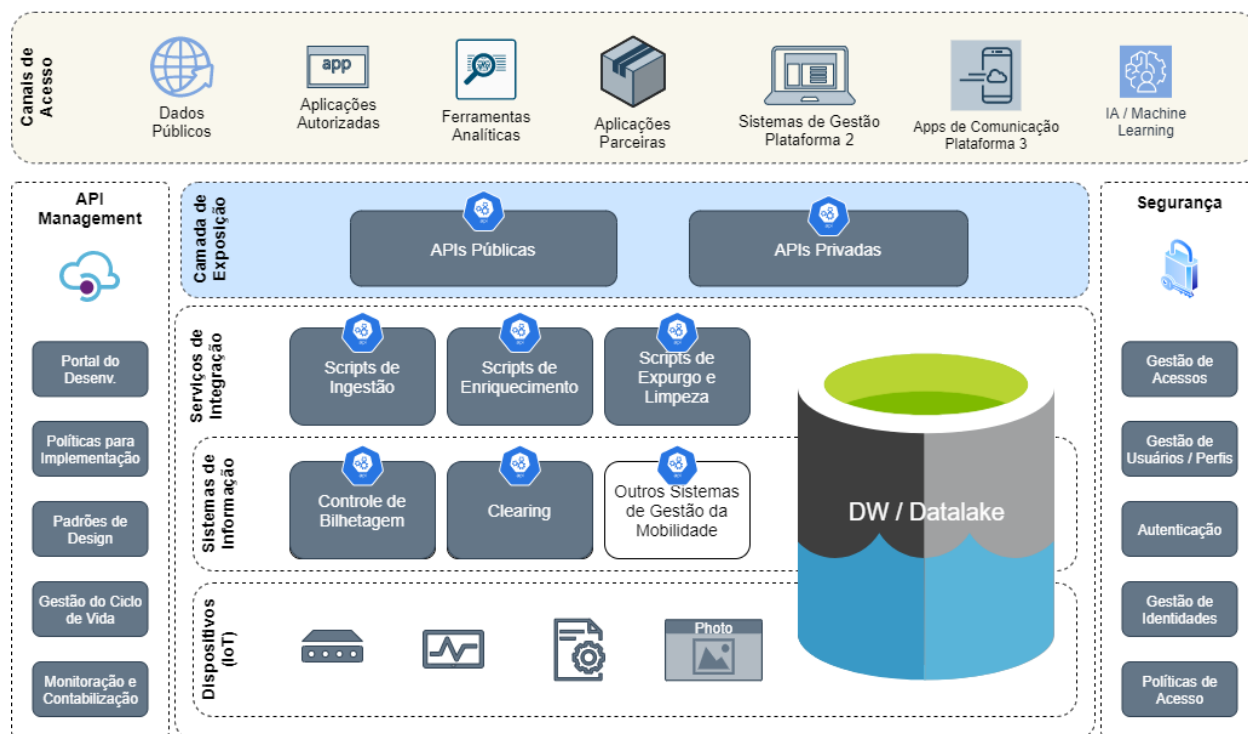 Canais de
Acesso
Dados
Públicos
app
Aplicações
Autorizadas
Ferramentas
Analíticas
Aplicações
Parceiras
Sistemas de Gestão
Plataforma 2
Apps de Comunicação
Plataforma 3
IA / Machine
Learning
API
Management
Portal do
Desenv.
Políticas para
Implementação
Padrões de
Design
Gestão do Ciclo
de Vida
Monitoração e
Contabilização
Camada de
Exposição
APIs Públicas
APIs Privadas
Serviços de
Integração
Scripts de
Ingestão
Scripts de
Enriquecimento
Scripts de
Expurgo e
Limpeza
Sistemas de
Informação
Controle de
Bilhetagem
Clearing
Outros Sistemas
de Gestão da
Mobilidade
DW / Datalake
Dispositivos
(IoT)
Photo
Segurança
Gestão de
Acessos
Gestão de
Usuários / Perfis
Autenticação
Gestão de
Identidades
Políticas de
Acesso